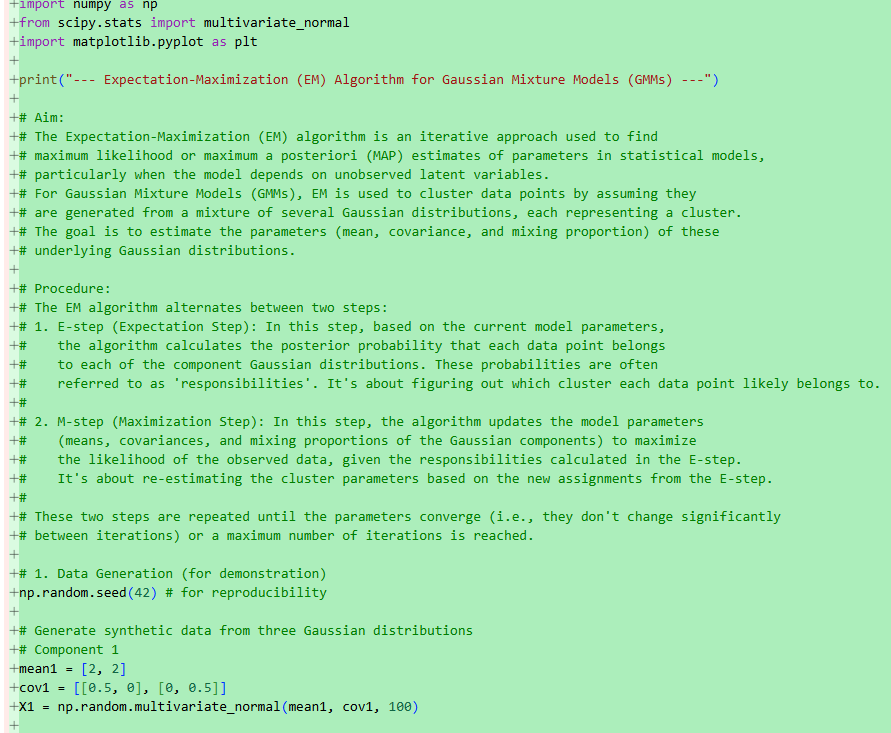 +import numpy as np
+from scipy.stats import multivariate_normal
+import matplotlib.pyplot as plt
+
+print("--- Expectation-Maximization (EM) Algorithm for Gaussian Mixture Models (GMMs) ---")
+
+# Aim:
+# The Expectation-Maximization (EM) algorithm is an iterative approach used to find
+# maximum likelihood or maximum a posteriori (MAP) estimates of parameters in statistical models,
+# particularly when the model depends on unobserved latent variables.
+# For Gaussian Mixture Models (GMMs), EM is used to cluster data points by assuming they
+# are generated from a mixture of several Gaussian distributions, each representing a cluster.
+# The goal is to estimate the parameters (mean, covariance, and mixing proportion) of these
+# underlying Gaussian distributions.
+
+# Procedure:
+# The EM algorithm alternates between two steps:
+# 1. E-step (Expectation Step): In this step, based on the current model parameters,
+#    the algorithm calculates the posterior probability that each data point belongs
+#    to each of the component Gaussian distributions. These probabilities are often
+#    referred to as 'responsibilities'. It's about figuring out which cluster each data point likely belongs to.
+#
+# 2. M-step (Maximization Step): In this step, the algorithm updates the model parameters
+#    (means, covariances, and mixing proportions of the Gaussian components) to maximize
+#    the likelihood of the observed data, given the responsibilities calculated in the E-step.
+#    It's about re-estimating the cluster parameters based on the new assignments from the E-step.
+#
+# These two steps are repeated until the parameters converge (i.e., they don't change significantly
+# between iterations) or a maximum number of iterations is reached.
+
+# 1. Data Generation (for demonstration)
+np.random.seed(42) # for reproducibility
+
+# Generate synthetic data from three Gaussian distributions
+# Component 1
+mean1 = [2, 2]
+cov1 = [[0.5, 0], [0, 0.5]]
+X1 = np.random.multivariate_normal(mean1, cov1, 100)
+